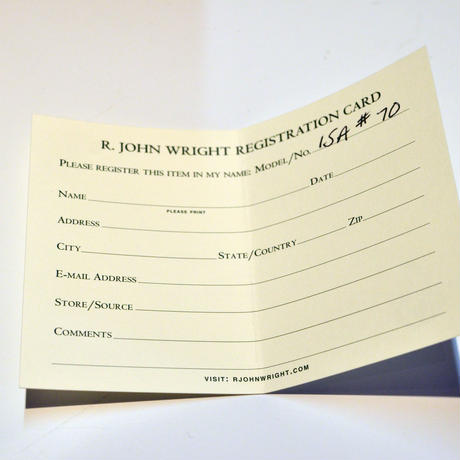 R. JOHN WRIGHT REGISTRATION CARD
PLEASE REGISTER THIS ITEM IN MY NAME: MODEL/NO. ISA # 70
NAME DATE
PLEASE PRINT
ADDRESS
CITY STATE/COUNTRY ZIP
E-MAIL ADDRESS
STORE/SOURCE
COMMENTS
VISIT: RJOHNWRIGHT.COM